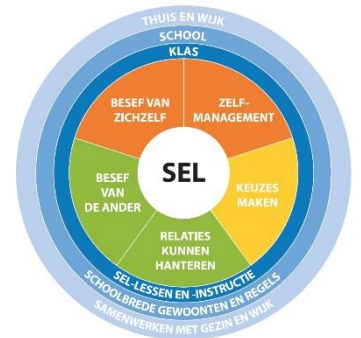 THUIS EN WIJK
SCHOOL
KLAS
BESEF VAN
ZICHZELF
ZELF-
MANAGEMENT
SEL
BESEF
VAN
DE ANDER
KEUZES
MAKEN
RELATIES
KUNNEN
HANTEREN
SEL-LESSEN EN -INSTRUCTIE
SCHOOLBREDE GEWOONTEN EN REGELS
SAMENWERKEN MET GEZIN EN WIJK